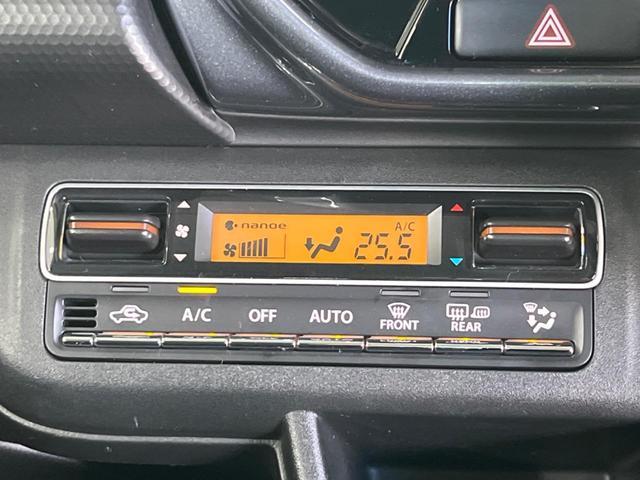 nanoe A/C
25.5
A/C OFF AUTO FRONT REAR